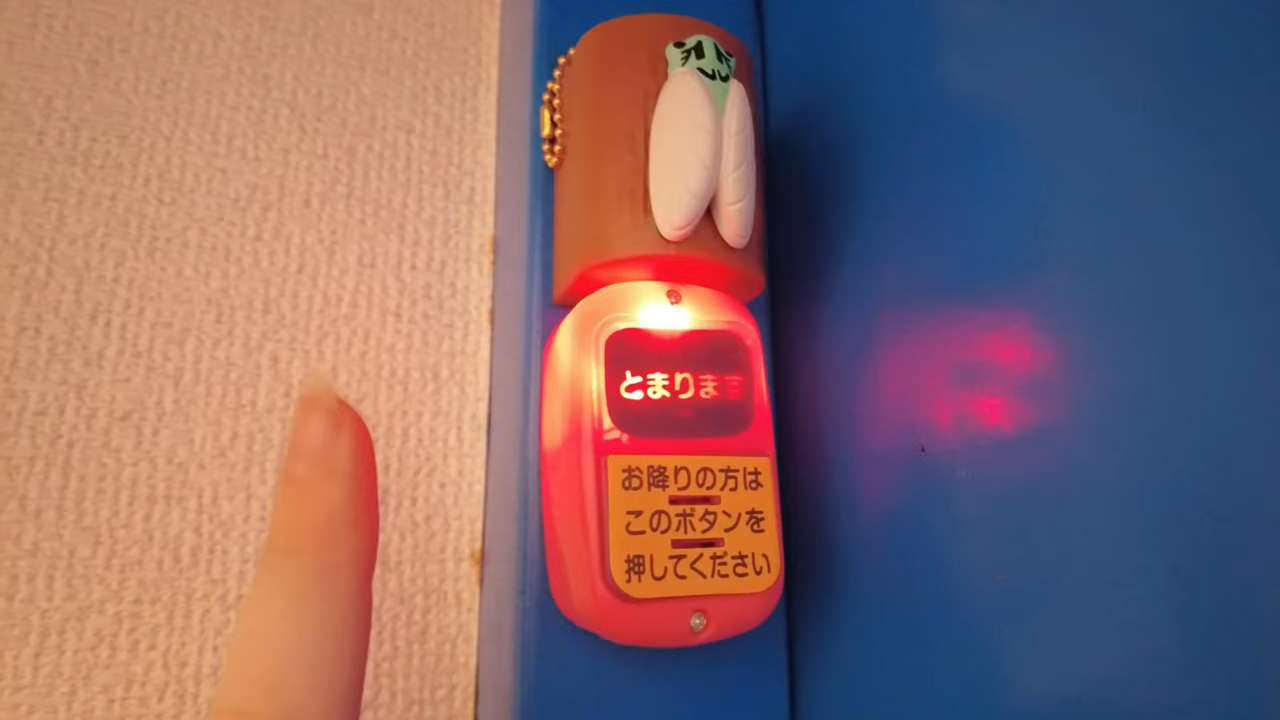 とまります
お降りの方は
このボタンを
押してください